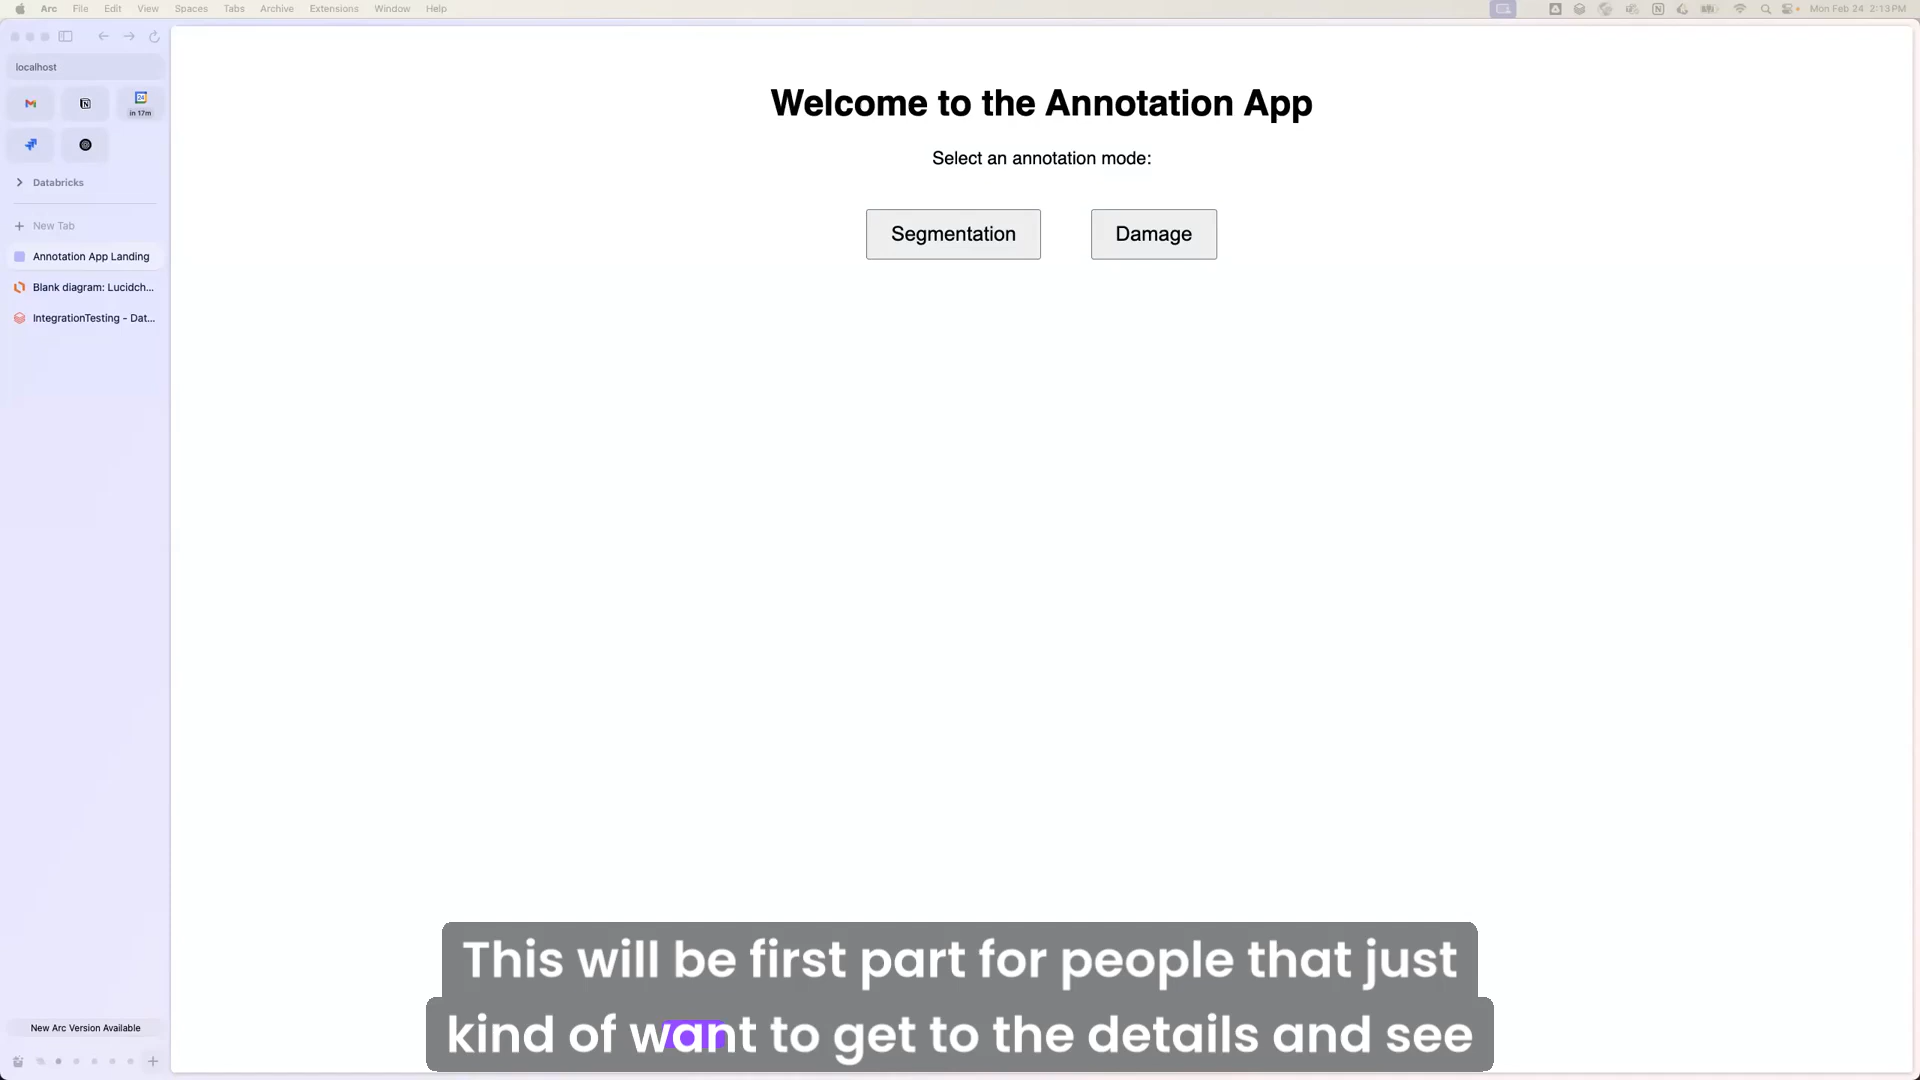 Arc File Edit View Spaces Tabs Archive Extensions Window Help Mon Feb 24 2:13 PM
localhost
24
in 17m
Databricks
New Tab
Annotation App Landing
Blank diagram: Lucidch...
IntegrationTesting - Dat...
Welcome to the Annotation App
Select an annotation mode:
Segmentation Damage
This will be first part for people that just
kind of want to get to the details and see
New Arc Version Available